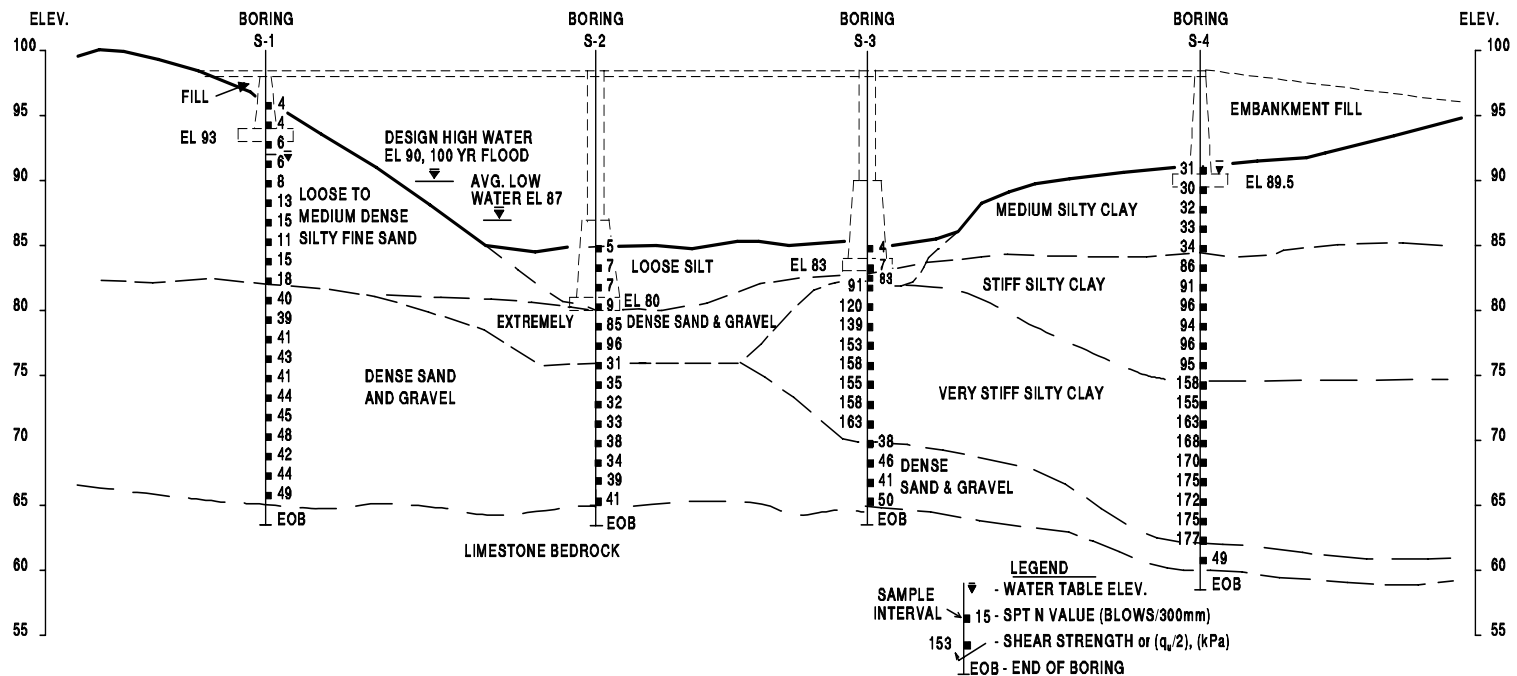 ELEV.
BORING
S-1
BORING
S-2
BORING
S-3
BORING
S-4
ELEV.
100
95
90
85
80
75
70
65
60
55
100
95
90
85
80
75
70
65
60
55
FILL
EL 93
DESIGN HIGH WATER
EL 90, 100 YR FLOOD
AVG. LOW
WATER EL 87
EMBANKMENT FILL
EL 89.5
LOOSE TO
MEDIUM DENSE
SILTY FINE SAND
MEDIUM SILTY CLAY
LOOSE SILT
EL 83
STIFF SILTY CLAY
EL 80
EXTREMELY
DENSE SAND & GRAVEL
DENSE SAND
AND GRAVEL
VERY STIFF SILTY CLAY
DENSE
SAND & GRAVEL
LIMESTONE BEDROCK
4
4
6
6
8
13
15
11
15
18
40
39
41
43
41
44
45
48
42
44
49
EOB
5
7
7
9
85
96
31
35
32
33
38
34
39
41
EOB
4
7
83
91
120
139
153
158
155
158
163
38
46
41
50
EOB
31
30
32
33
34
86
91
96
94
96
95
158
155
163
168
170
175
172
175
177
49
EOB
LEGEND
- WATER TABLE ELEV.
SAMPLE
INTERVAL
15 - SPT N VALUE (BLOWS/300mm)
153 - SHEAR STRENGTH or (qu/2), (kPa)
EOB - END OF BORING